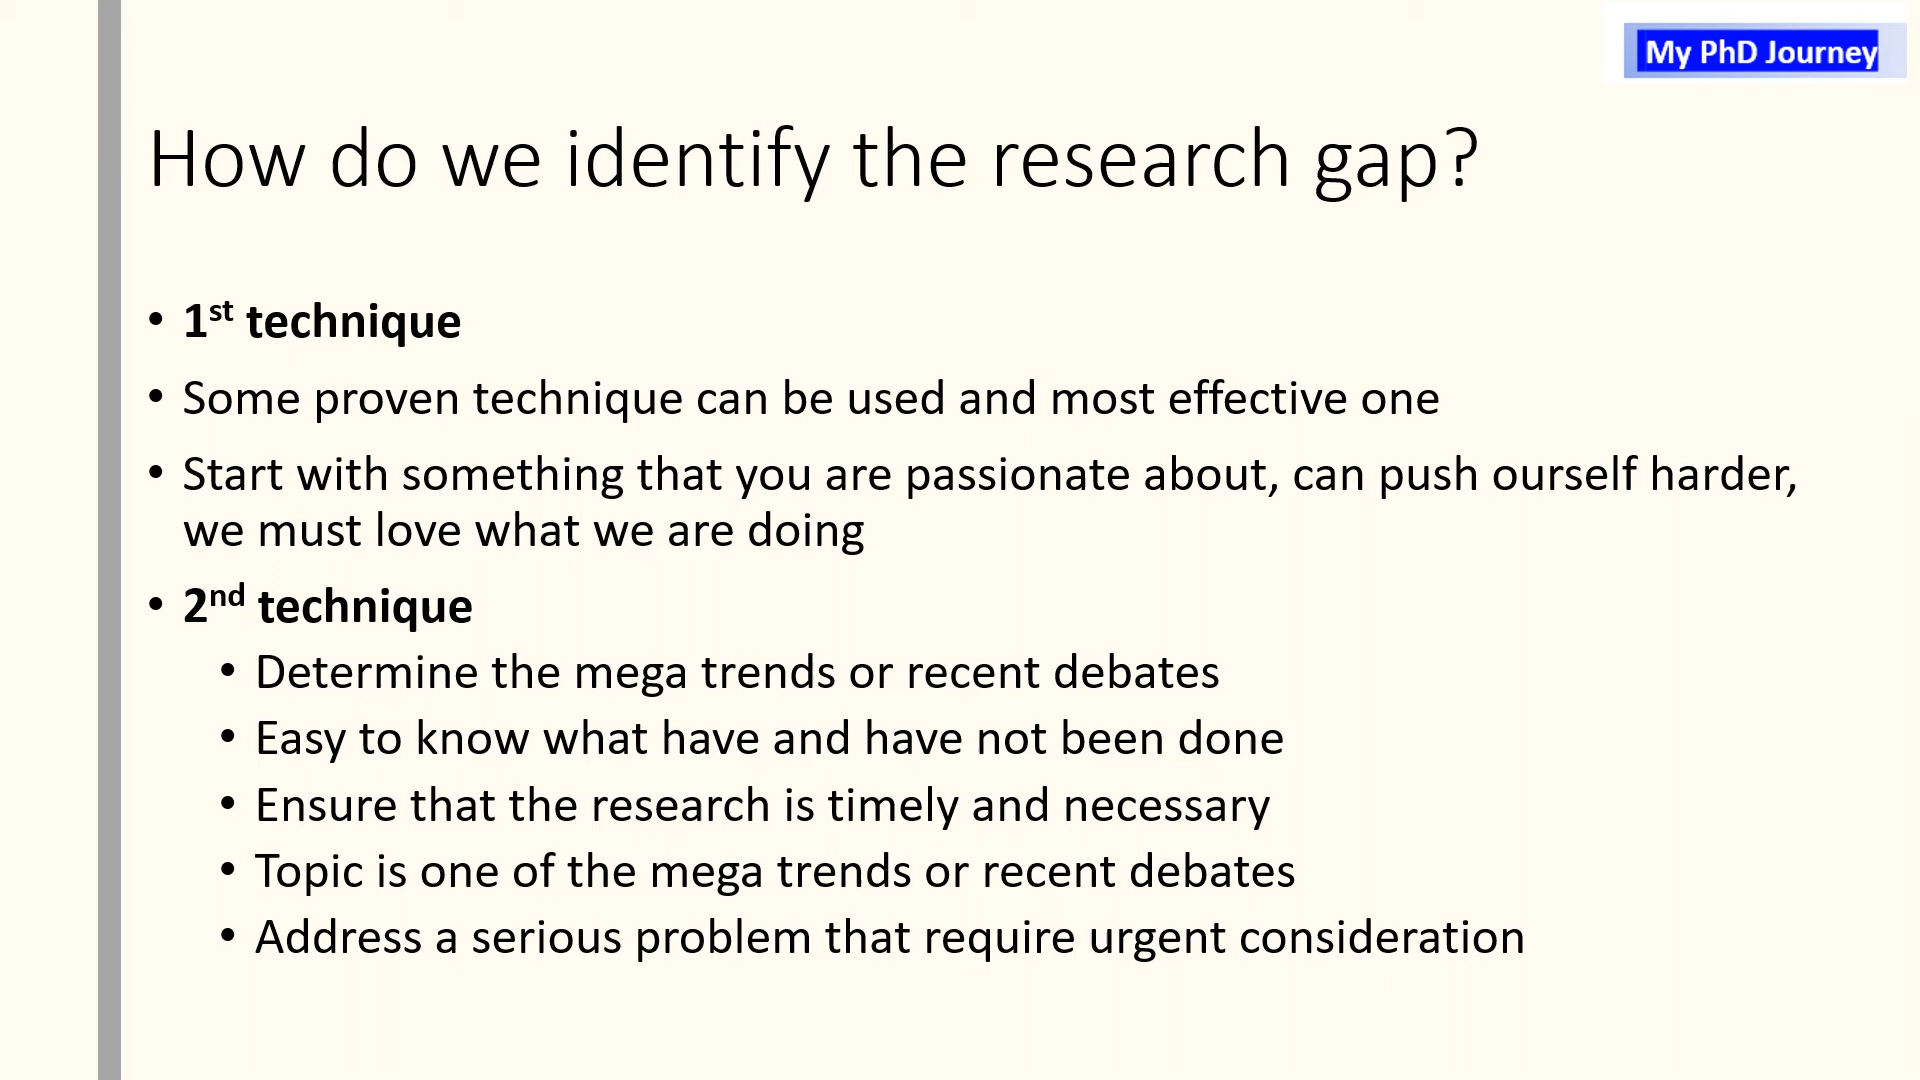 My PhD Journey
How do we identify the research gap?
• 1st technique
• Some proven technique can be used and most effective one
• Start with something that you are passionate about, can push ourself harder,
we must love what we are doing
• 2nd technique
• Determine the mega trends or recent debates
• Easy to know what have and have not been done
• Ensure that the research is timely and necessary
• Topic is one of the mega trends or recent debates
• Address a serious problem that require urgent consideration